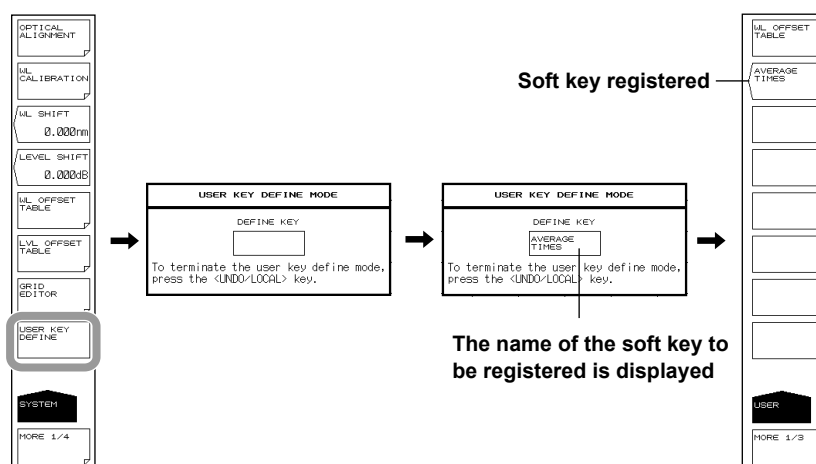 OPTICAL
ALIGNMENT
WL
CALIBRATION
WL SHIFT
0.000nm
LEVEL SHIFT
0.000dB
WL OFFSET
TABLE
LVL OFFSET
TABLE
GRID
EDITOR
USER KEY
DEFINE
SYSTEM
MORE 1/4
USER KEY DEFINE MODE
DEFINE KEY
To terminate the user key define mode,
press the <UNDO/LOCAL> key.
USER KEY DEFINE MODE
DEFINE KEY
AVERAGE
TIMES
To terminate the user key define mode,
press the <UNDO/LOCAL> key.
The name of the soft key to
be registered is displayed
Soft key registered
WL OFFSET
TABLE
AVERAGE
TIMES
USER
MORE 1/3